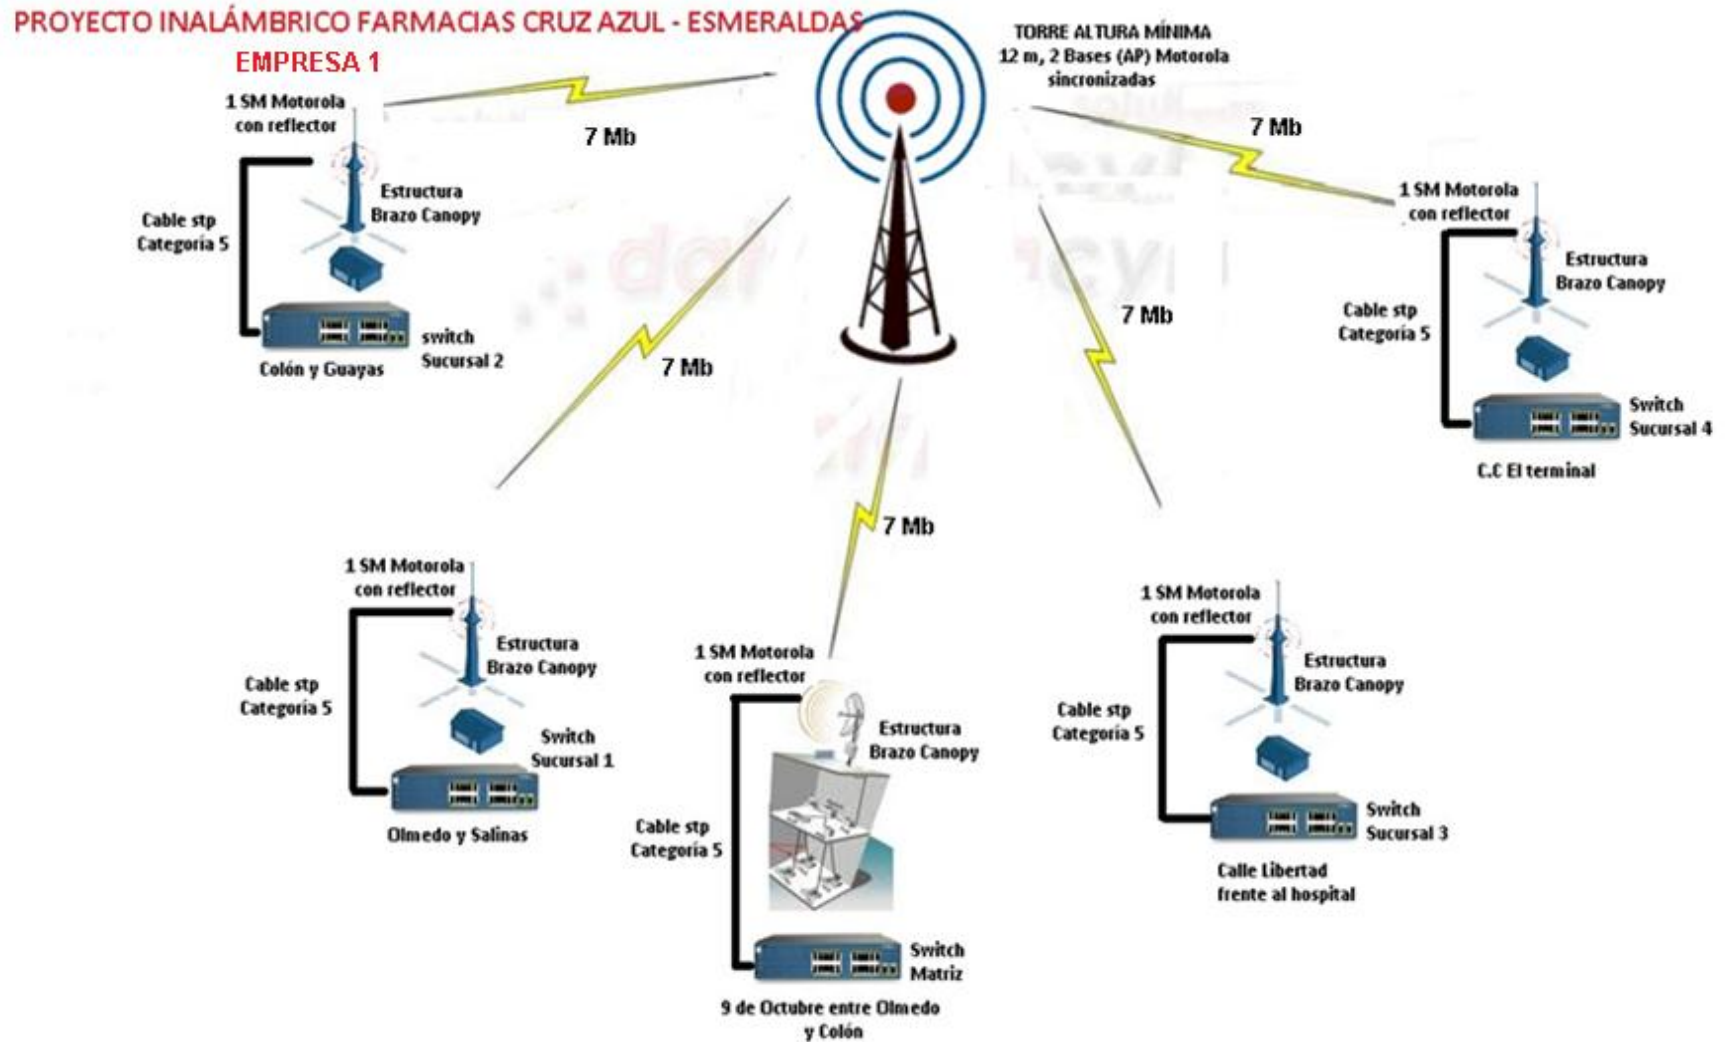 PROYECTO INALÁMBRICO FARMACIAS CRUZ AZUL - ESMERALDAS
EMPRESA 1
TORRE ALTURA MÍNIMA
12 m, 2 Bases (AP) Motorola
sincronizadas
1 SM Motorola
con reflector
7 Mb
Estructura
Brazo Canopy
Cable stp
Categoría 5
switch
Sucursal 2
Colón y Guayas
7 Mb
1 SM Motorola
con reflector
Estructura
Brazo Canopy
Cable stp
Categoría 5
Switch
Sucursal 4
C.C El terminal
7 Mb
1 SM Motorola
con reflector
Estructura
Brazo Canopy
Cable stp
Categoría 5
Switch
Sucursal 1
Olmedo y Salinas
7 Mb
1 SM Motorola
con reflector
Estructura
Brazo Canopy
Cable stp
Categoría 5
Switch
Matriz
9 de Octubre entre Olmedo
y Colón
7 Mb
1 SM Motorola
con reflector
Estructura
Brazo Canopy
Cable stp
Categoría 5
Switch
Sucursal 3
Calle Libertad
frente al hospital